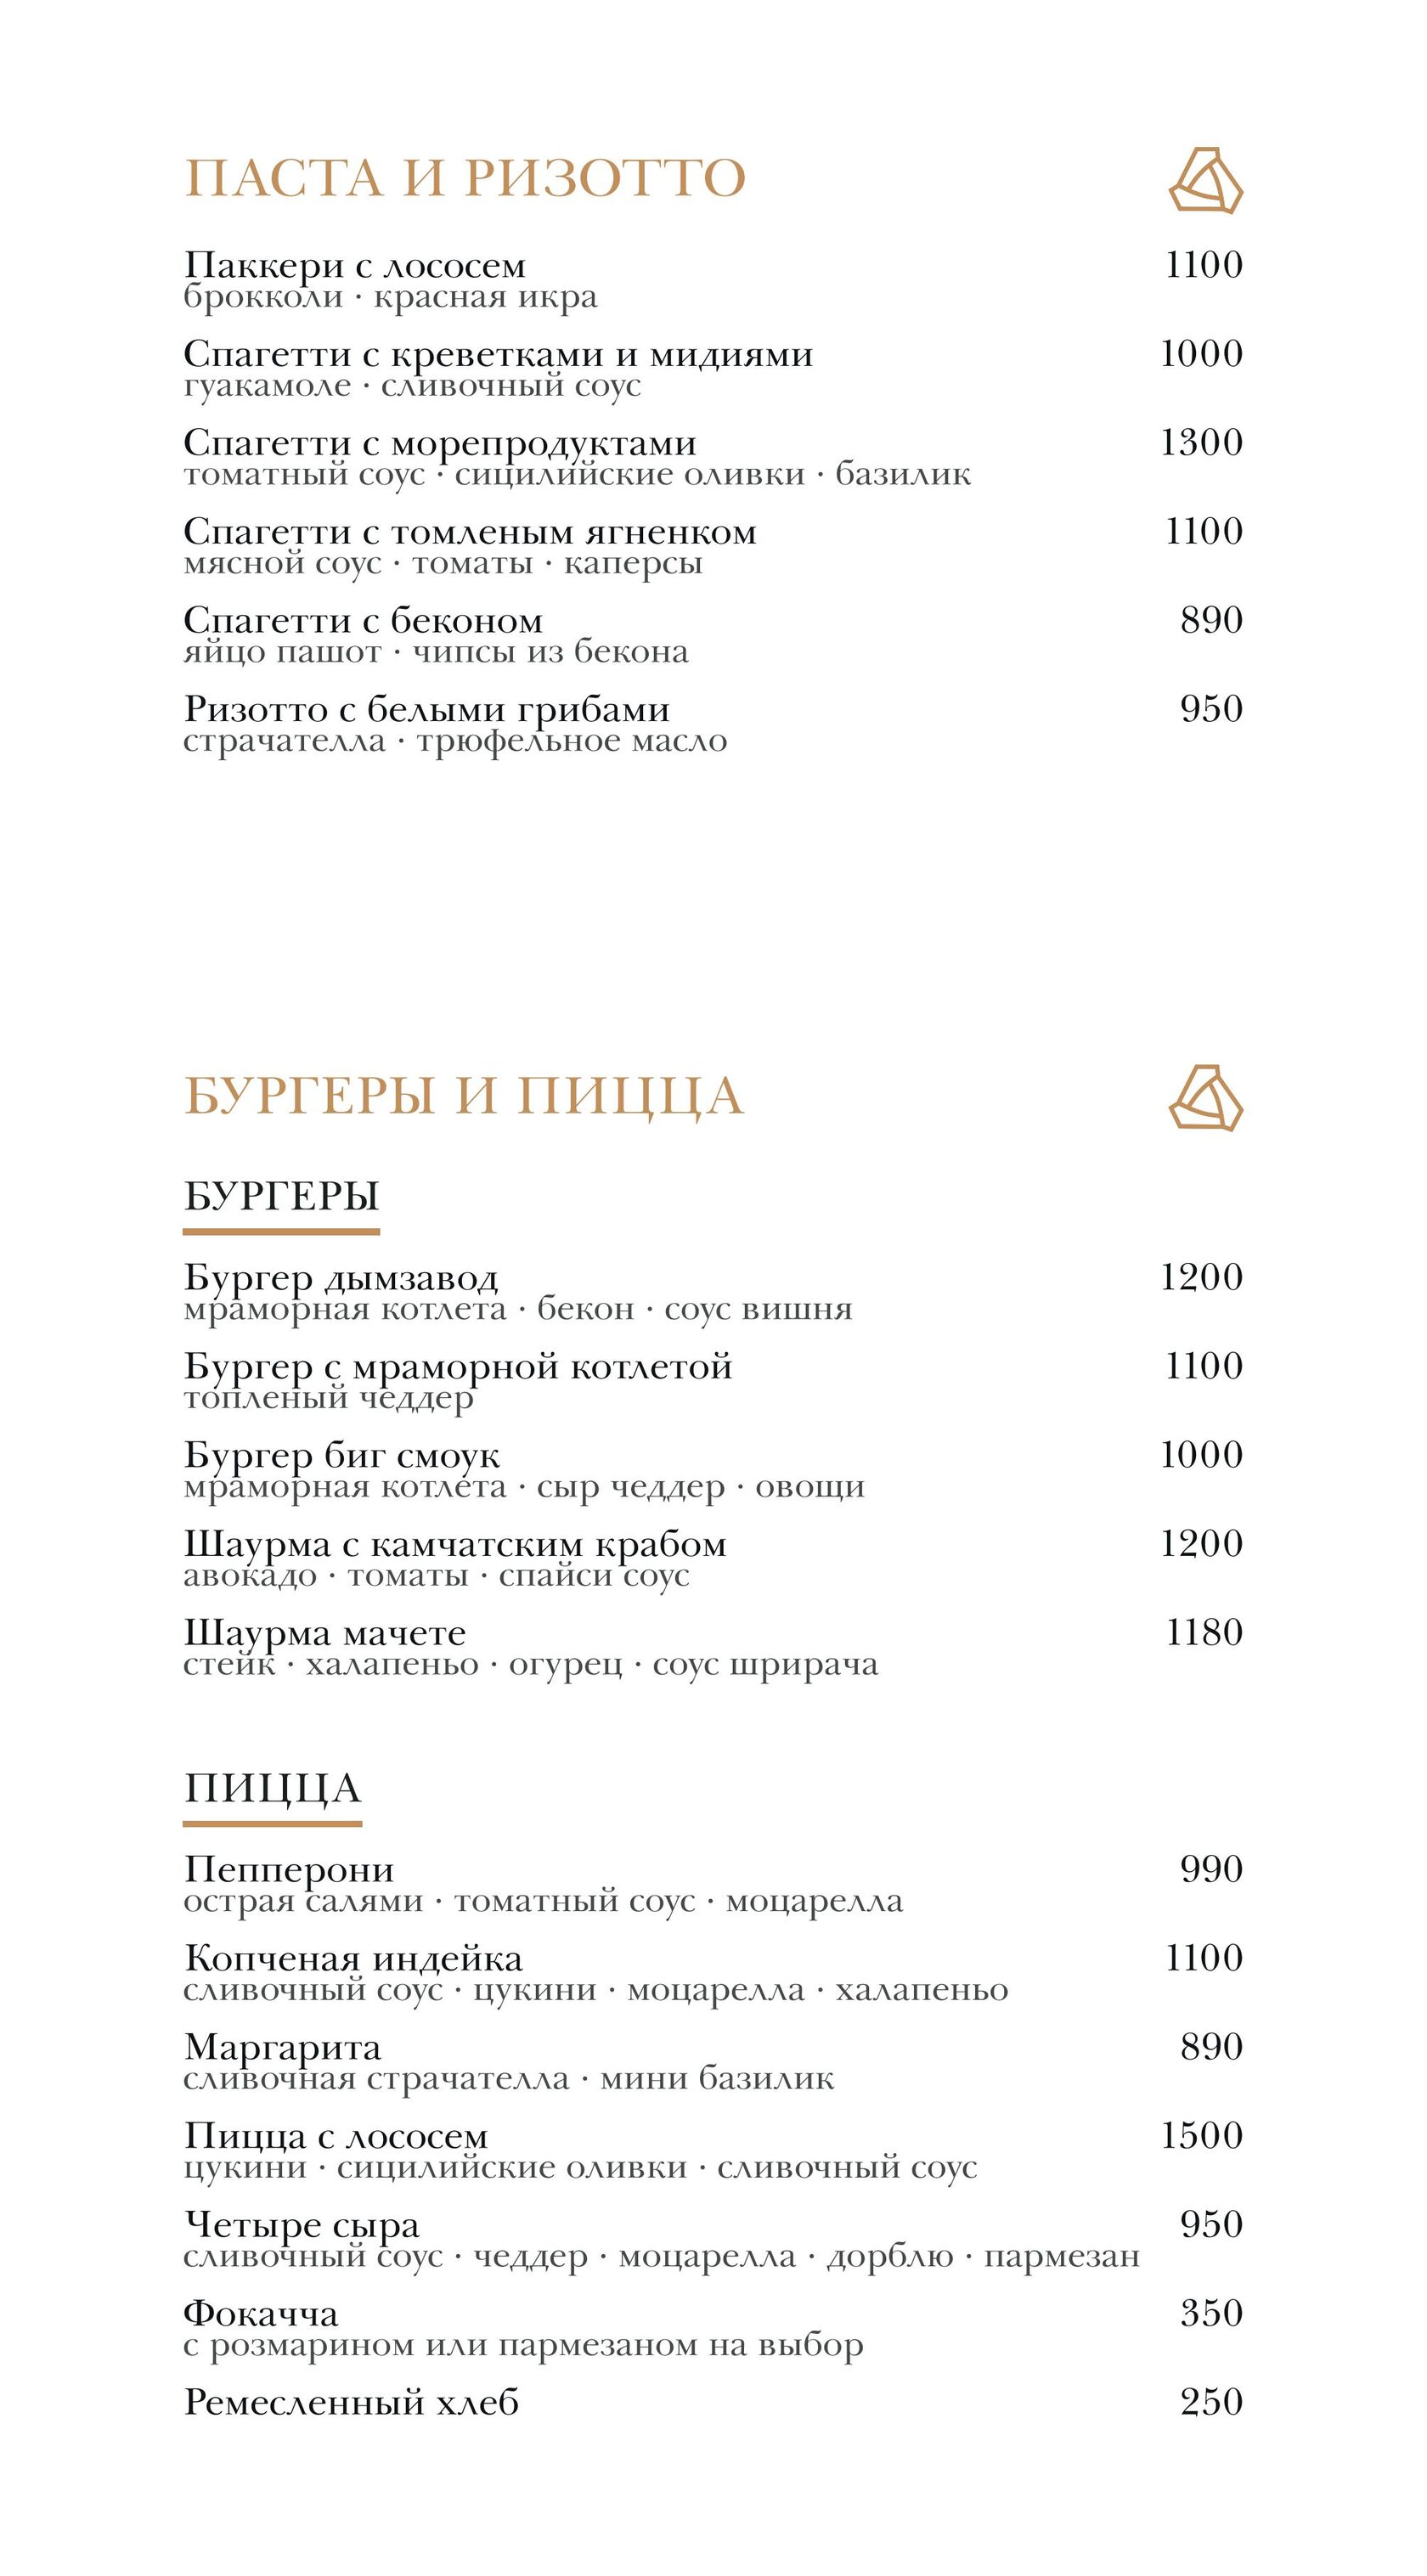 ПАСТА И РИЗОТТО
Паккери с лососем 1100
брокколи · красная икра
Спагетти с креветками и мидиями 1000
гуакамоле · сливочный соус
Спагетти с морепродуктами 1300
томатный соус · сицилийские оливки · базилик
Спагетти с томленым ягненком 1100
мясной соус · томаты · каперсы
Спагетти с беконом 890
яйцо пашот · чипсы из бекона
Ризотто с белыми грибами 950
страчателла · трюфельное масло
БУРГЕРЫ И ПИЦЦА
БУРГЕРЫ
Бургер дымзавод 1200
мраморная котлета · бекон · соус вишня
Бургер с мраморной котлетой 1100
топленый чеддер
Бургер биг смоук 1000
мраморная котлета · сыр чеддер · овощи
Шаурма с камчатским крабом 1200
авокадо · томаты · спайси соус
Шаурма мачете 1180
стейк · халапеньо · огурец · соус шрирача
ПИЦЦА
Пепперони 990
острая салями · томатный соус · моцарелла
Копченая индейка 1100
сливочный соус · цукини · моцарелла · халапеньо
Маргарита 890
сливочная страчателла · мини базилик
Пицца с лососем 1500
цукини · сицилийские оливки · сливочный соус
Четыре сыра 950
сливочный соус · чеддер · моцарелла · дорблю · пармезан
Фокачча 350
с розмарином или пармезаном на выбор
Ремесленный хлеб 250